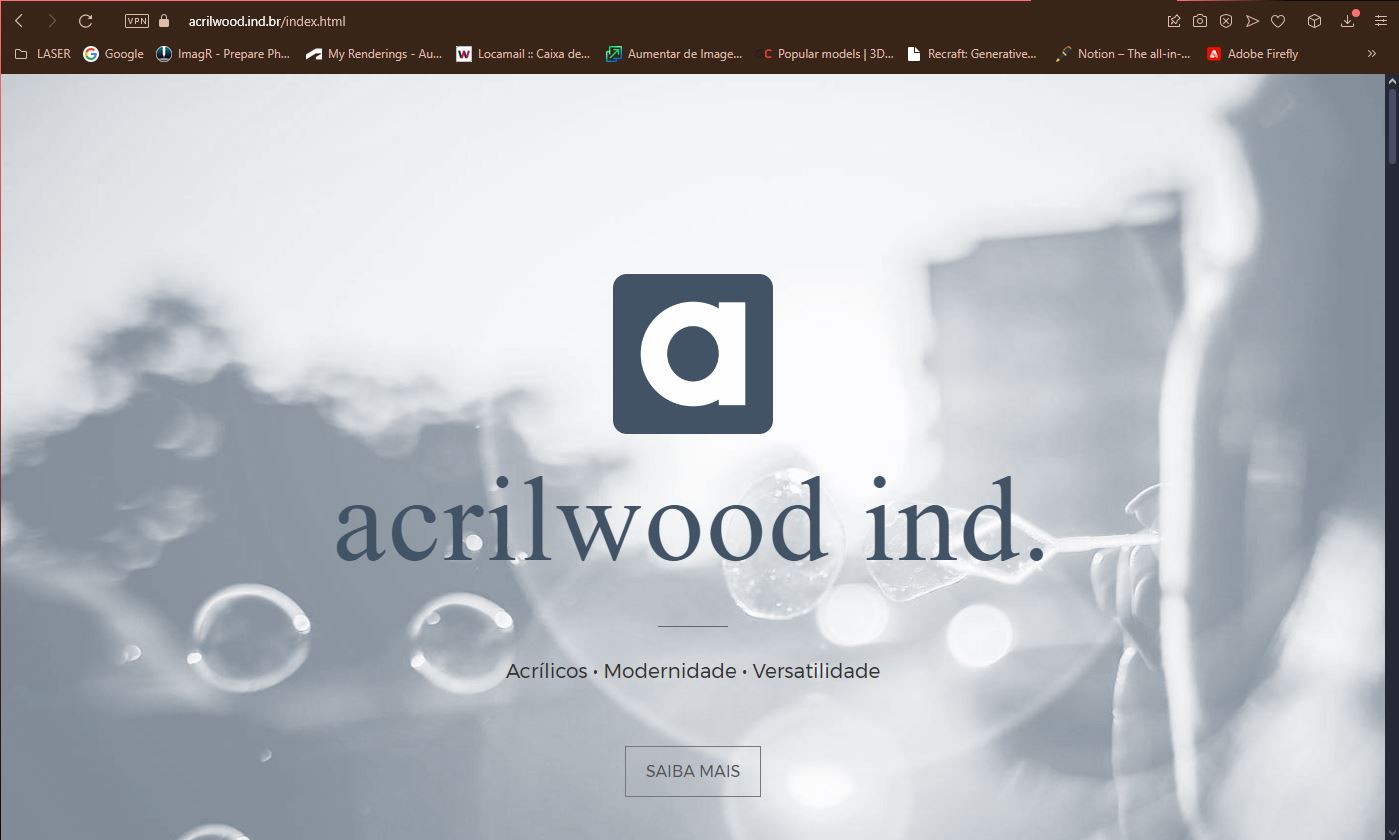 VPN acrilwood.ind.br/index.html
LASER Google ImagR - Prepare Ph... My Renderings - Au... Locamail :: Caixa de... Aumentar de Image... Popular models | 3D... Recraft: Generative... Notion – The all-in-... Adobe Firefly »
a
acrilwood ind.
Acrílicos • Modernidade • Versatilidade
SAIBA MAIS